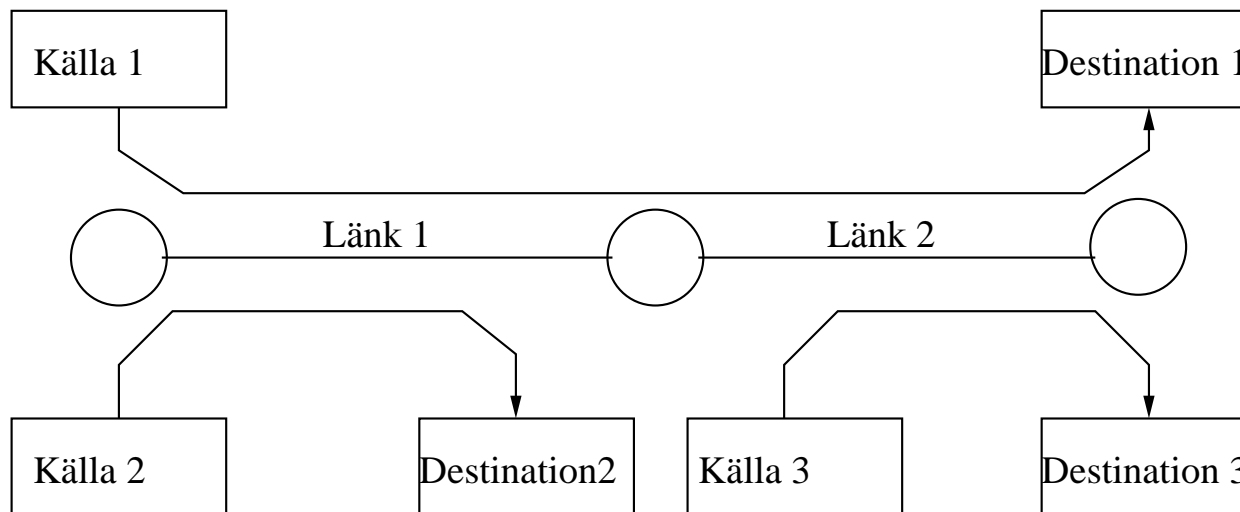 Källa 1
Destination 1
Länk 1
Länk 2
Källa 2
Destination2
Källa 3
Destination 3